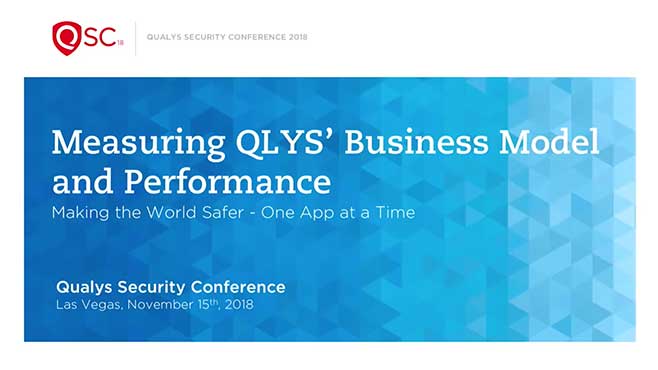 QSC18
QUALYS SECURITY CONFERENCE 2018
Measuring QLYS’ Business Model
and Performance
Making the World Safer - One App at a Time
Qualys Security Conference
Las Vegas, November 15th, 2018